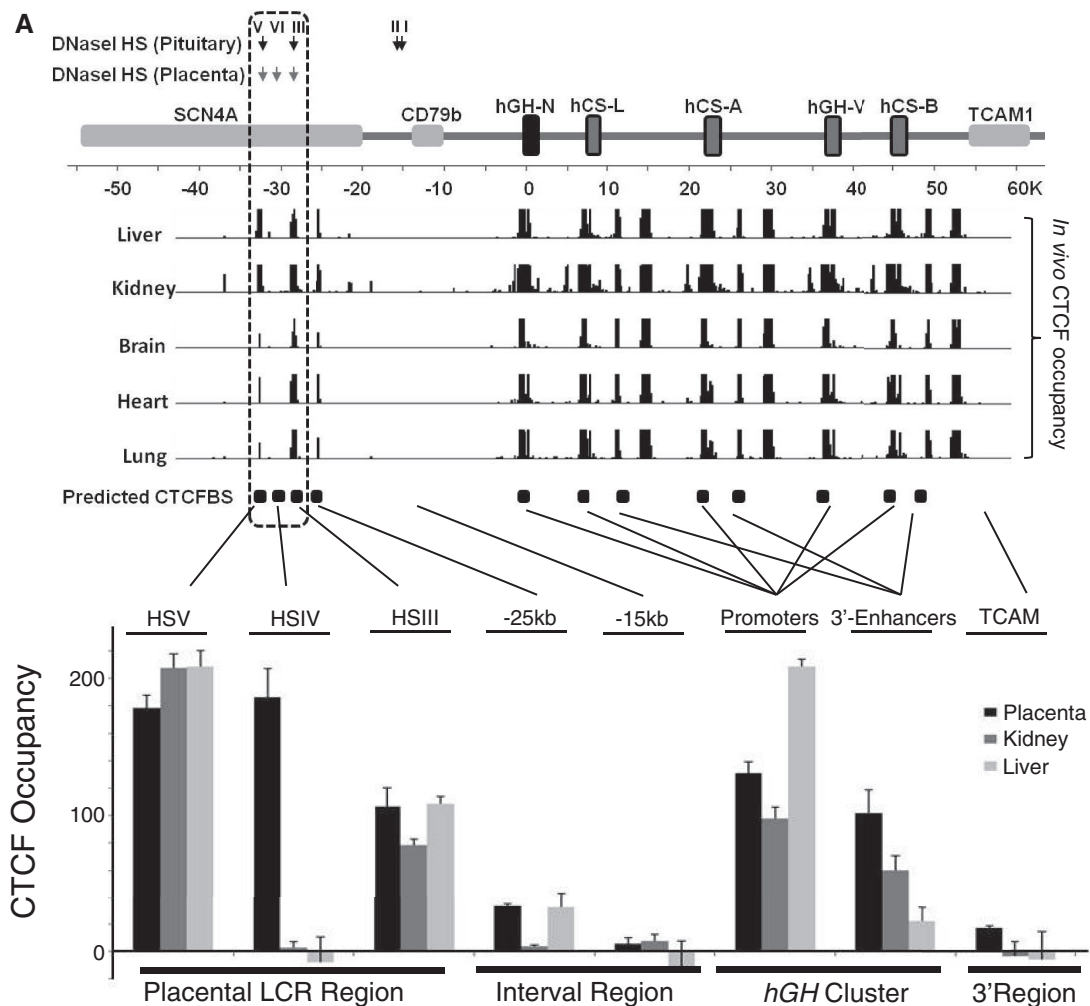 A
V VI III II I
DNaseI HS (Pituitary)
DNaseI HS (Placenta)
SCN4A CD79b hGH-N hCS-L hCS-A hGH-V hCS-B TCAM1
-50 -40 -30 -20 -10 0 10 20 30 40 50 60K
Liver
Kidney
Brain
Heart
Lung
In vivo CTCF occupancy
Predicted CTCFBS
HSV HSIV HSIII -25kb -15kb Promoters 3'-Enhancers TCAM
CTCF Occupancy
200
100
0
Placenta
Kidney
Liver
Placental LCR Region Interval Region hGH Cluster 3'Region